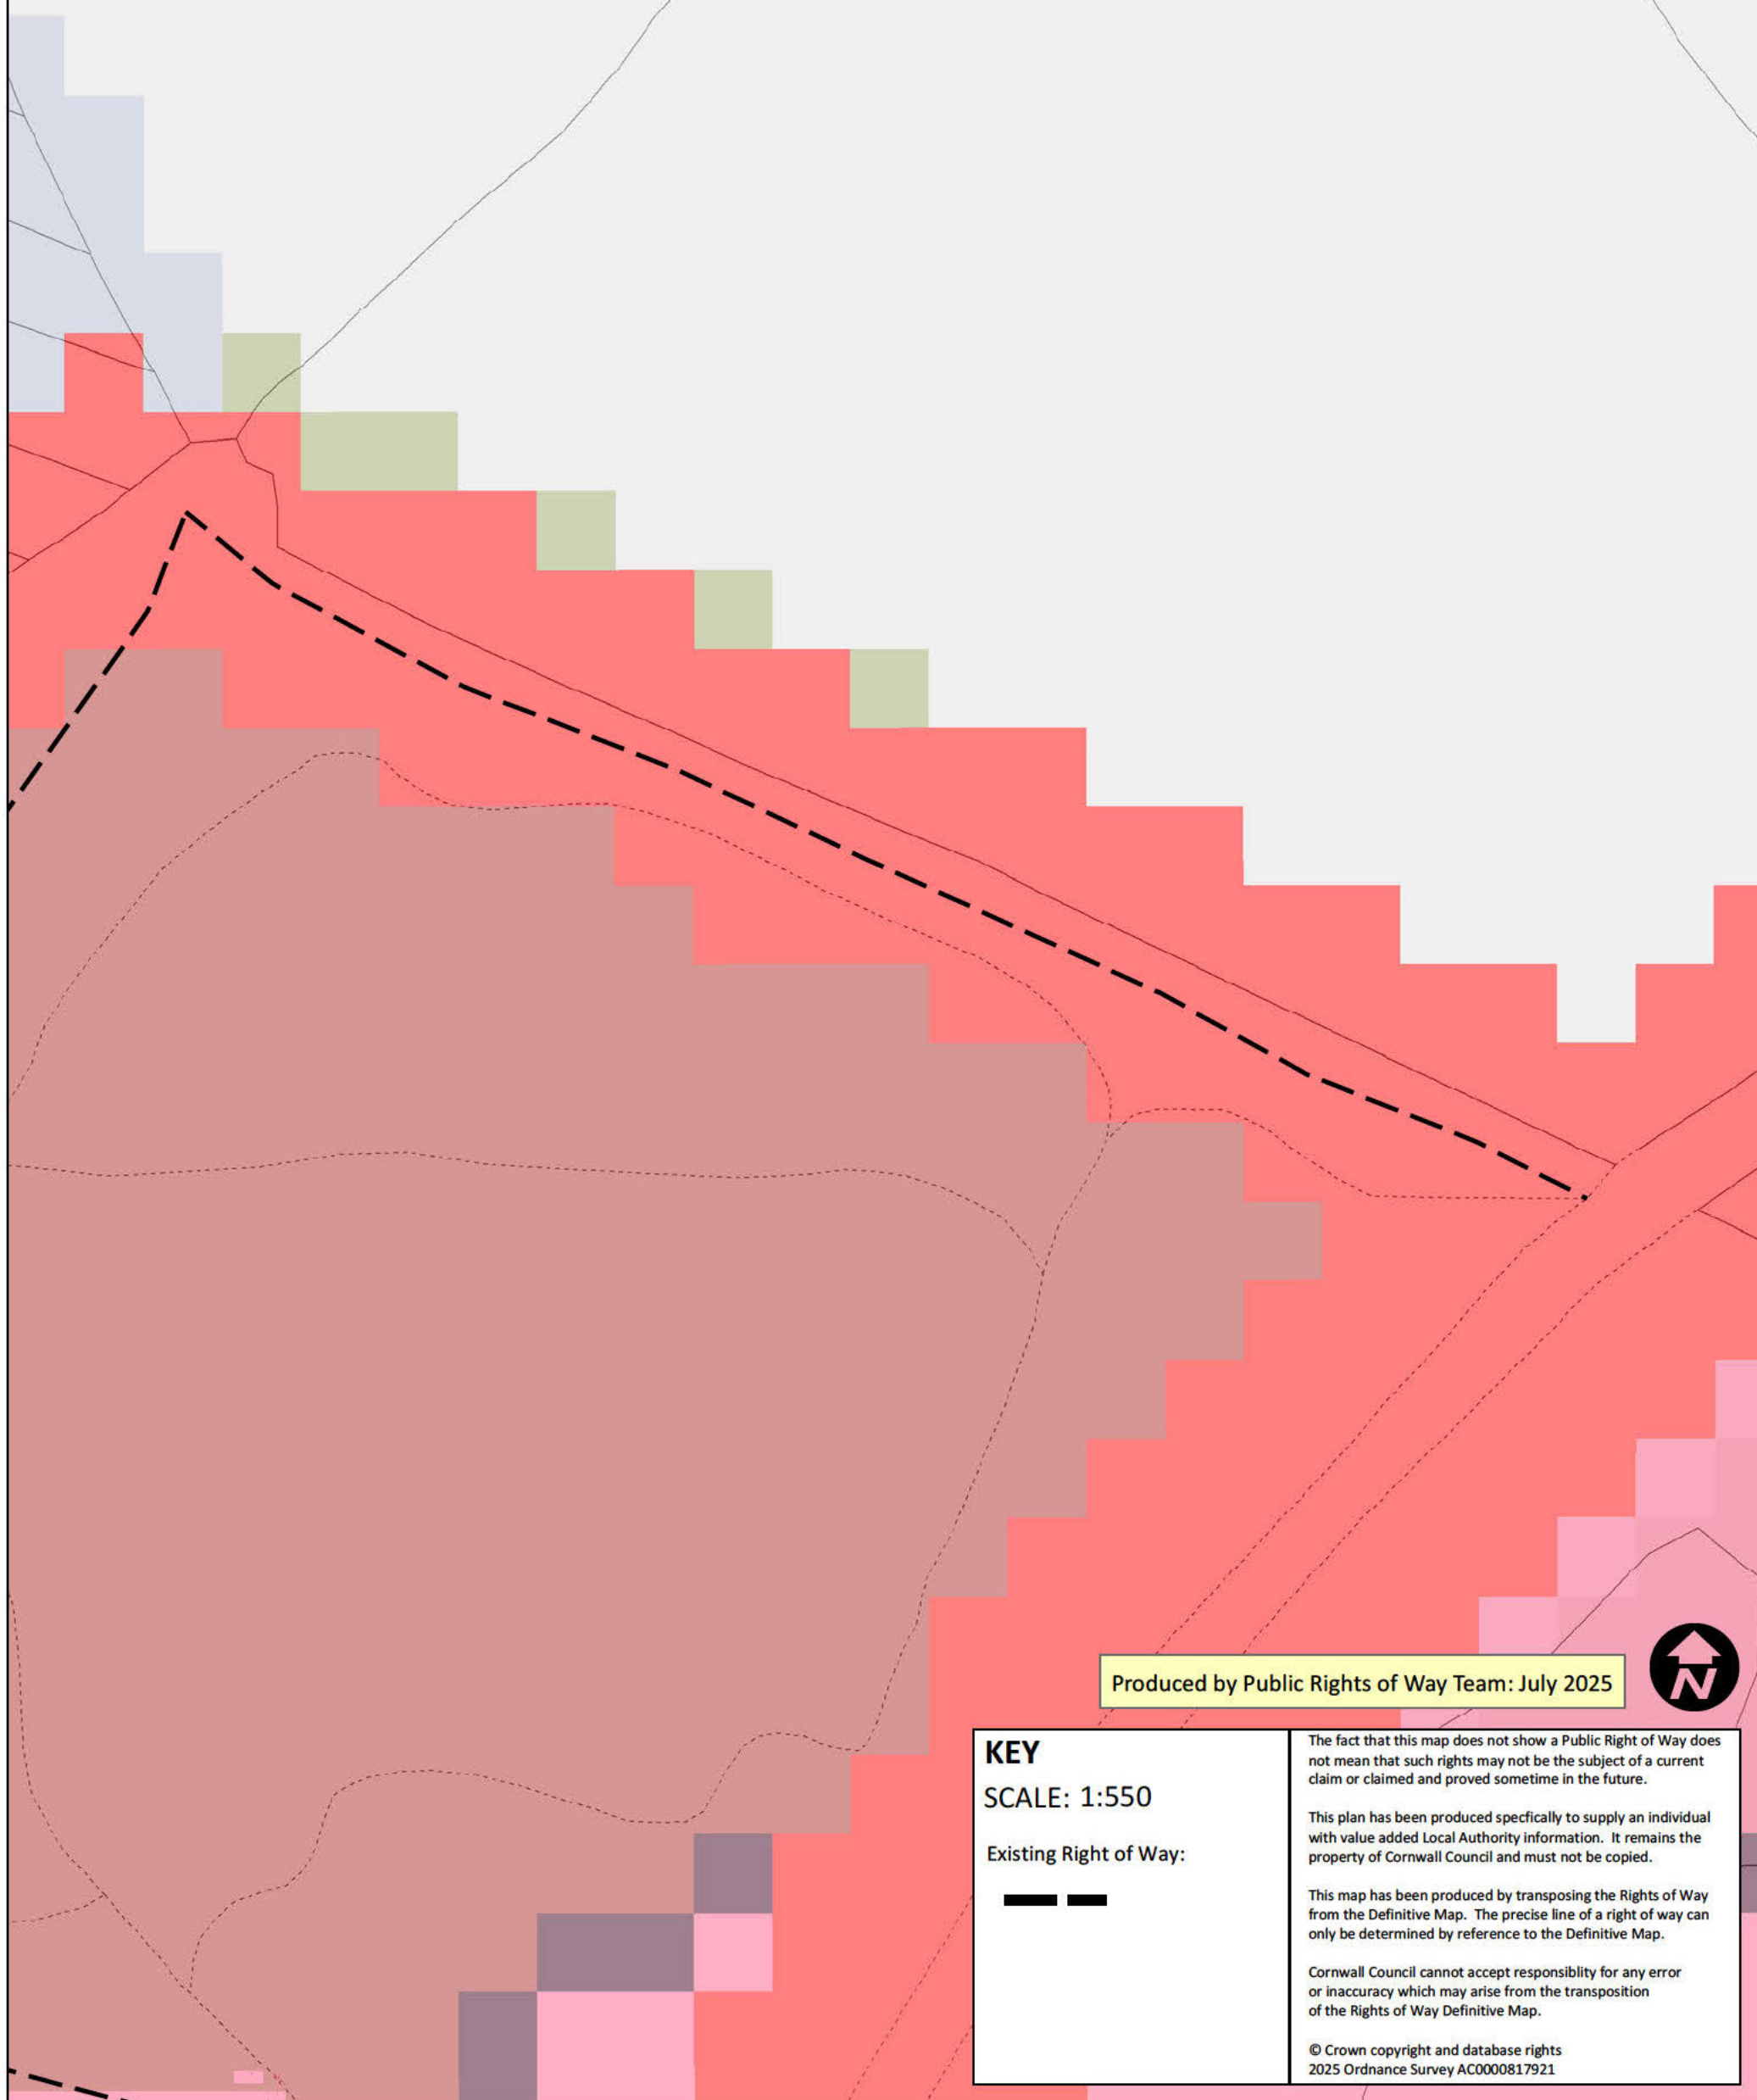 Produced by Public Rights of Way Team: July 2025
N
KEY
SCALE: 1:550
Existing Right of Way:
The fact that this map does not show a Public Right of Way does
not mean that such rights may not be the subject of a current
claim or claimed and proved sometime in the future.
This plan has been produced specfically to supply an individual
with value added Local Authority information. It remains the
property of Cornwall Council and must not be copied.
This map has been produced by transposing the Rights of Way
from the Definitive Map. The precise line of a right of way can
only be determined by reference to the Definitive Map.
Cornwall Council cannot accept responsiblity for any error
or inaccuracy which may arise from the transposition
of the Rights of Way Definitive Map.
© Crown copyright and database rights
2025 Ordnance Survey AC0000817921